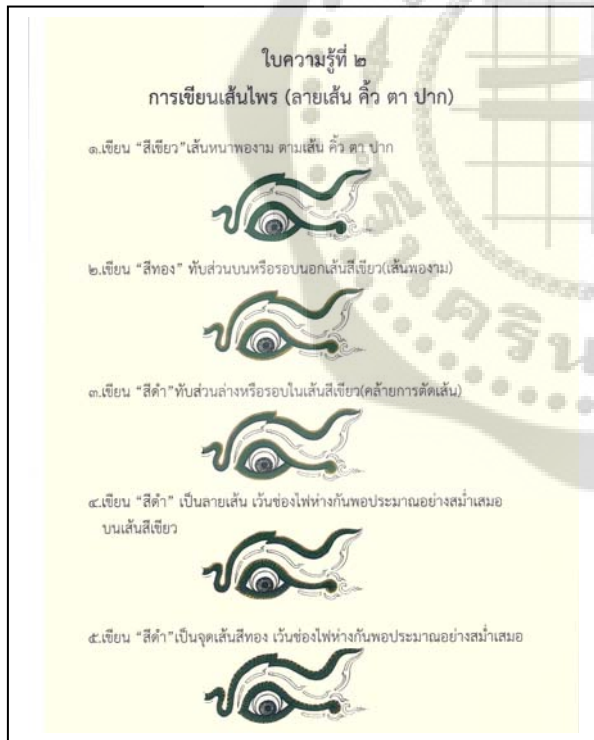 ใบความรู้ที่ ๒
การเขียนเส้นไพร (ลายเส้น คิ้ว ตา ปาก)
๑.เขียน “สีเขียว”เส้นหนาพองาม ตามเส้น คิ้ว ตา ปาก
๒.เขียน “สีทอง” ทับส่วนบนหรือรอบนอกเส้นสีเขียว(เส้นพองาม)
๓.เขียน “สีดำ”ทับส่วนล่างหรือรอบในเส้นสีเขียว(คล้ายการตัดเส้น)
๔.เขียน “สีดำ” เป็นลายเส้น เว้นช่องไฟห่างกันพอประมาณอย่างสม่ำเสมอ
บนเส้นสีเขียว
๕.เขียน “สีดำ”เป็นจุดเส้นสีทอง เว้นช่องไฟห่างกันพอประมาณอย่างสม่ำเสมอ